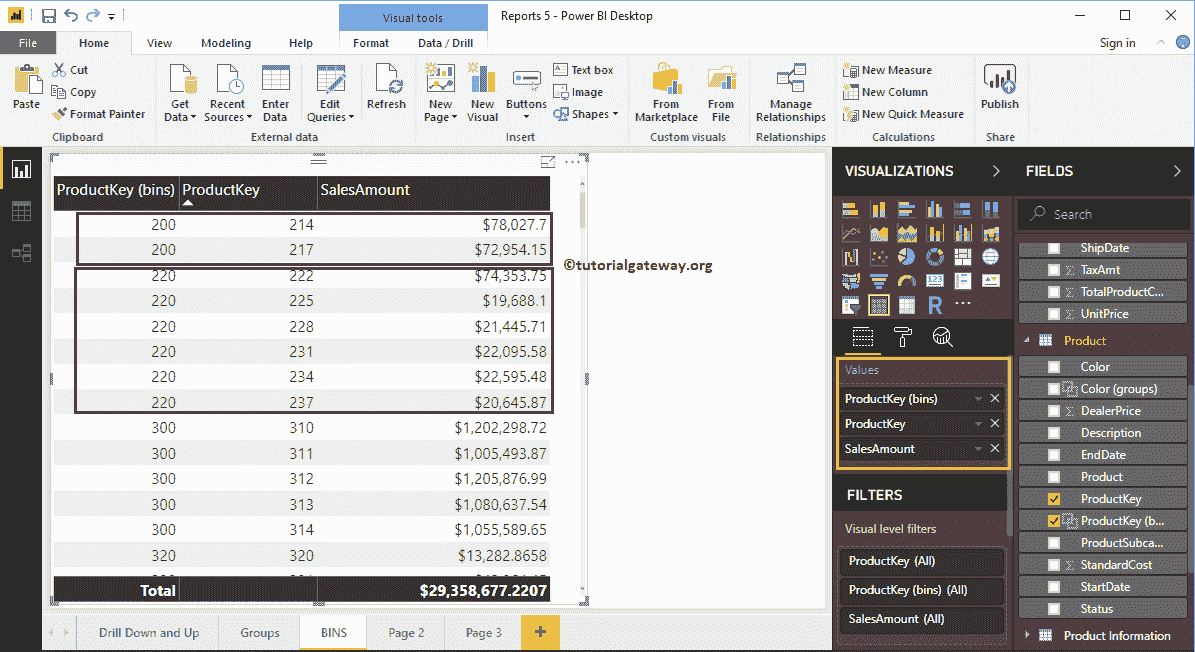 Visual tools
Reports 5 - Power BI Desktop
File
Home
View
Modeling
Help
Format
Data / Drill
Sign in
Paste
Cut
Copy
Format Painter
Clipboard
Get Data
Recent Sources
Enter Data
Edit Queries
Refresh
External data
New Page
New Visual
Buttons
Text box
Image
Shapes
Insert
From Marketplace
From File
Custom visuals
Manage Relationships
Relationships
New Measure
New Column
New Quick Measure
Calculations
Publish
Share
ProductKey (bins) ProductKey SalesAmount
200 214 $78,027.7
200 217 $72,954.15
220 222 $74,353.75
220 225 $19,688.1
220 228 $21,445.71
220 231 $22,095.58
220 234 $22,595.48
220 237 $20,645.87
300 310 $1,202,298.72
300 311 $1,005,493.87
300 312 $1,205,876.99
300 313 $1,080,637.54
300 314 $1,055,589.65
320 320 $13,282.8658
Total $29,358,677.2207
©tutorialgateway.org
VISUALIZATIONS
123
R
Values
ProductKey (bins)
ProductKey
SalesAmount
FILTERS
Visual level filters
ProductKey (All)
ProductKey (bins) (All)
SalesAmount (All)
FIELDS
Search
ShipDate
TaxAmt
TotalProductC...
UnitPrice
Product
Color
Color (groups)
DealerPrice
Description
EndDate
Product
ProductKey
ProductKey (b...
ProductSubca...
StandardCost
StartDate
Status
Product Information
Drill Down and Up
Groups
BINS
Page 2
Page 3